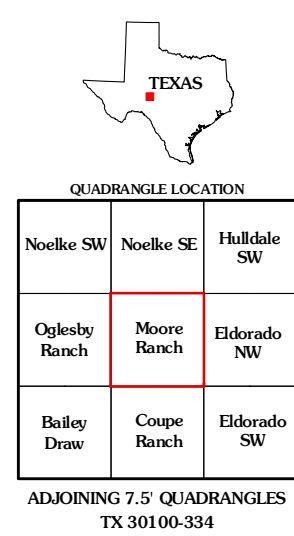 TEXAS
QUADRANGLE LOCATION
Noelke SW
Noelke SE
Hulldale
SW
Oglesby
Ranch
Moore
Ranch
Eldorado
NW
Bailey
Draw
Coupe
Ranch
Eldorado
SW
ADJOINING 7.5' QUADRANGLES
TX 30100-334